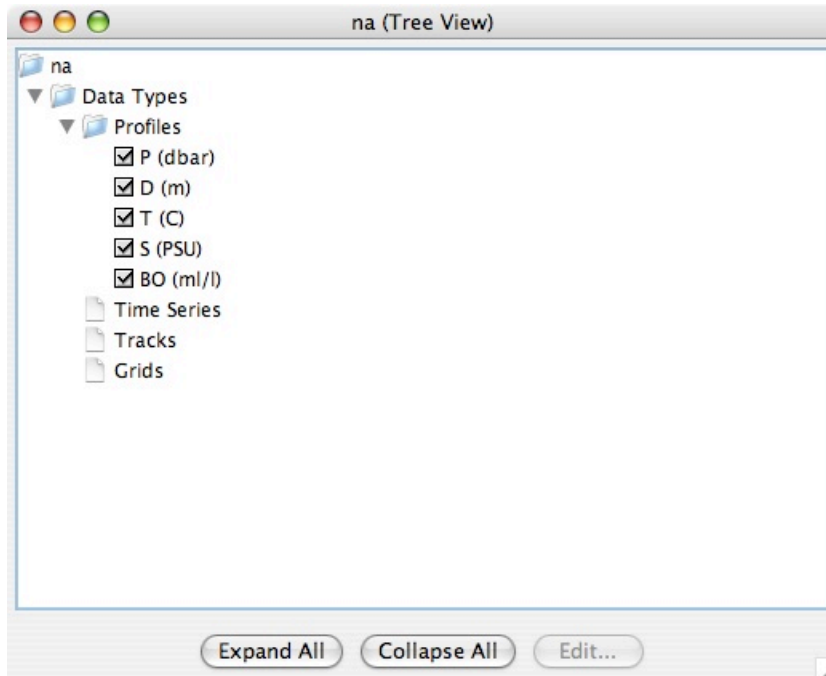 na (Tree View)
na
Data Types
Profiles
P (dbar)
D (m)
T (C)
S (PSU)
BO (ml/l)
Time Series
Tracks
Grids
Expand All Collapse All Edit...